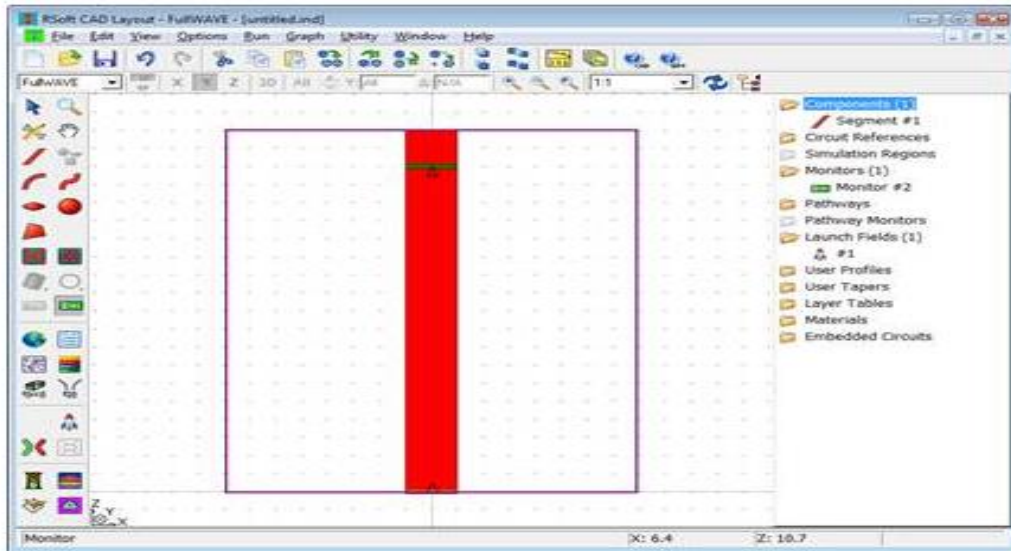 RSoft CAD Layout - FullWAVE - [untitled.ind]
File Edit View Options Run Graph Utility Window Help
FullWAVE X Y Z 3D All Y 1:1
Components (1)
Segment #1
Circuit References
Simulation Regions
Monitors (1)
Monitor #2
Pathways
Pathway Monitors
Launch Fields (1)
#1
User Profiles
User Tapers
Layer Tables
Materials
Embedded Circuits
Z
Y
X
Monitor X: 6.4 Z: 10.7